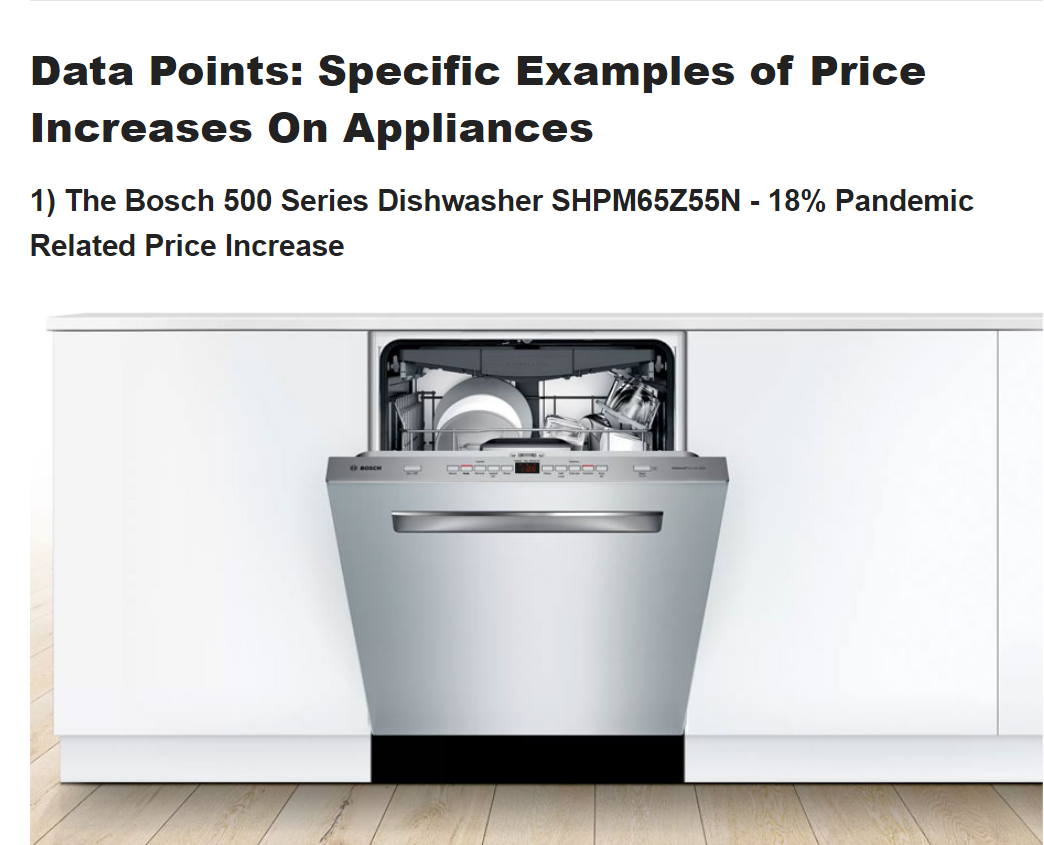 Data Points: Specific Examples of Price
Increases On Appliances
1) The Bosch 500 Series Dishwasher SHPM65Z55N - 18% Pandemic
Related Price Increase
BOSCH